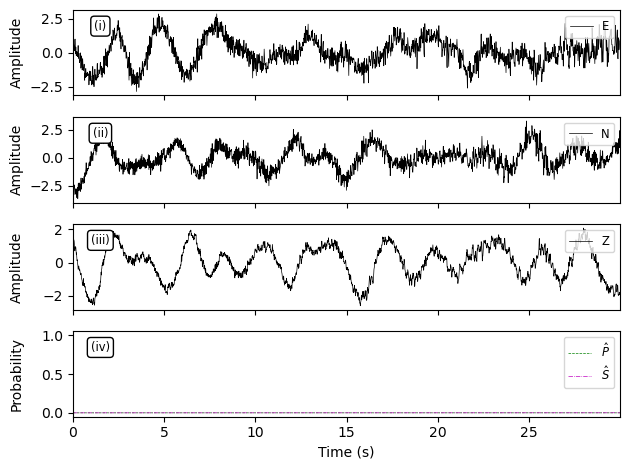 2.5
0.0
−2.5
Amplitude
(i)
E
2.5
0.0
−2.5
Amplitude
(ii)
N
2
0
−2
Amplitude
(iii)
Z
1.0
0.5
0.0
Probability
(iv)
P̂
Ŝ
0 5 10 15 20 25
Time (s)